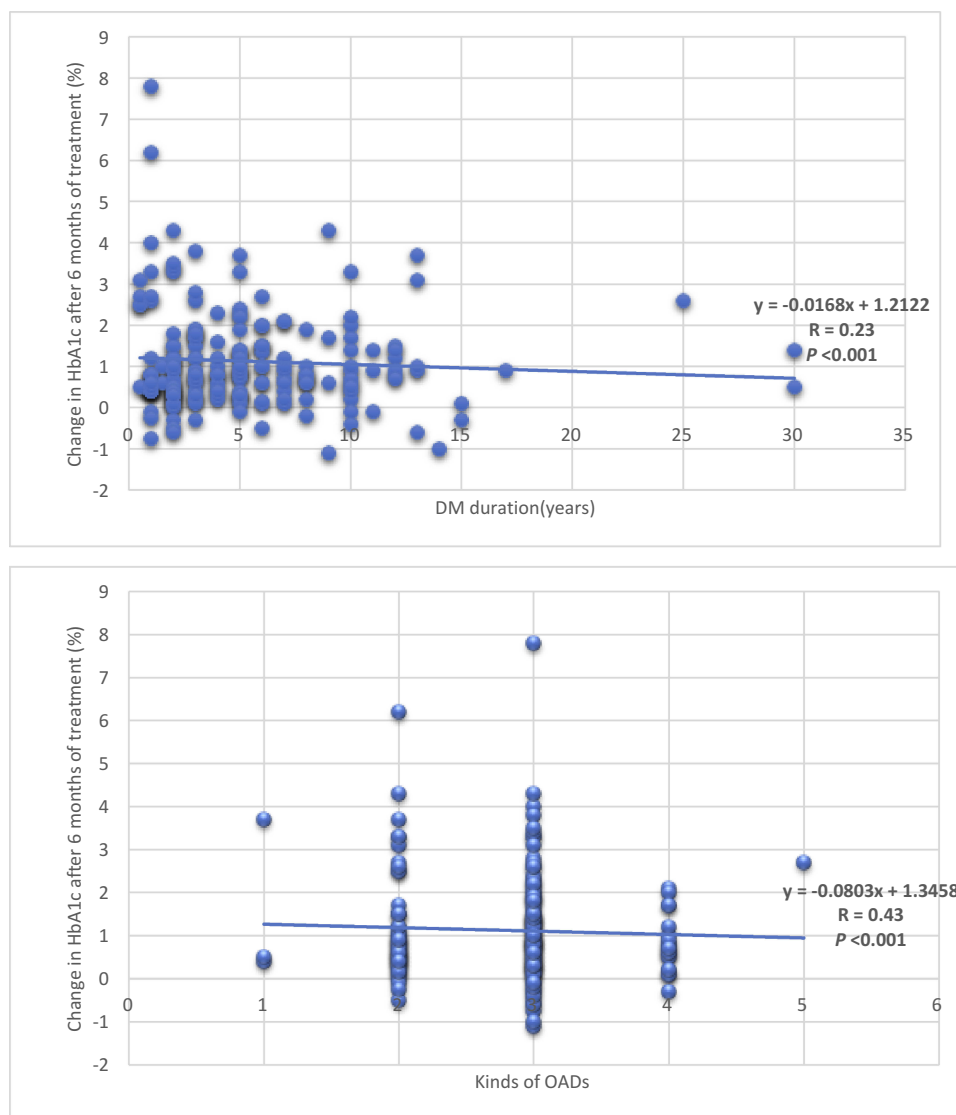 9
8
7
6
5
4
3
2
1
0
-1
-2
0 5 10 15 20 25 30 35
Change in HbA1c after 6 months of treatment (%)
DM duration(years)
y = -0.0168x + 1.2122
R = 0.23
P <0.001
9
8
7
6
5
4
3
2
1
0
-1
-2
0 1 2 3 4 5 6
Change in HbA1c after 6 months of treatment (%)
Kinds of OADs
y = -0.0803x + 1.3458
R = 0.43
P <0.001